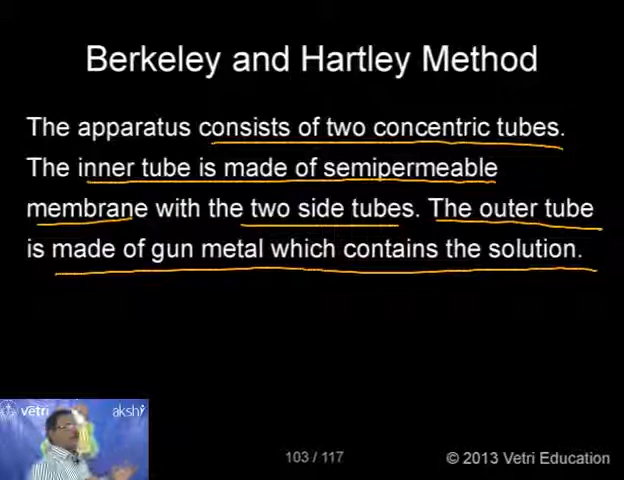 Berkeley and Hartley Method
The apparatus consists of two concentric tubes.
The inner tube is made of semipermeable
membrane with the two side tubes. The outer tube
is made of gun metal which contains the solution.
vetri
akshi
103 / 117
© 2013 Vetri Education